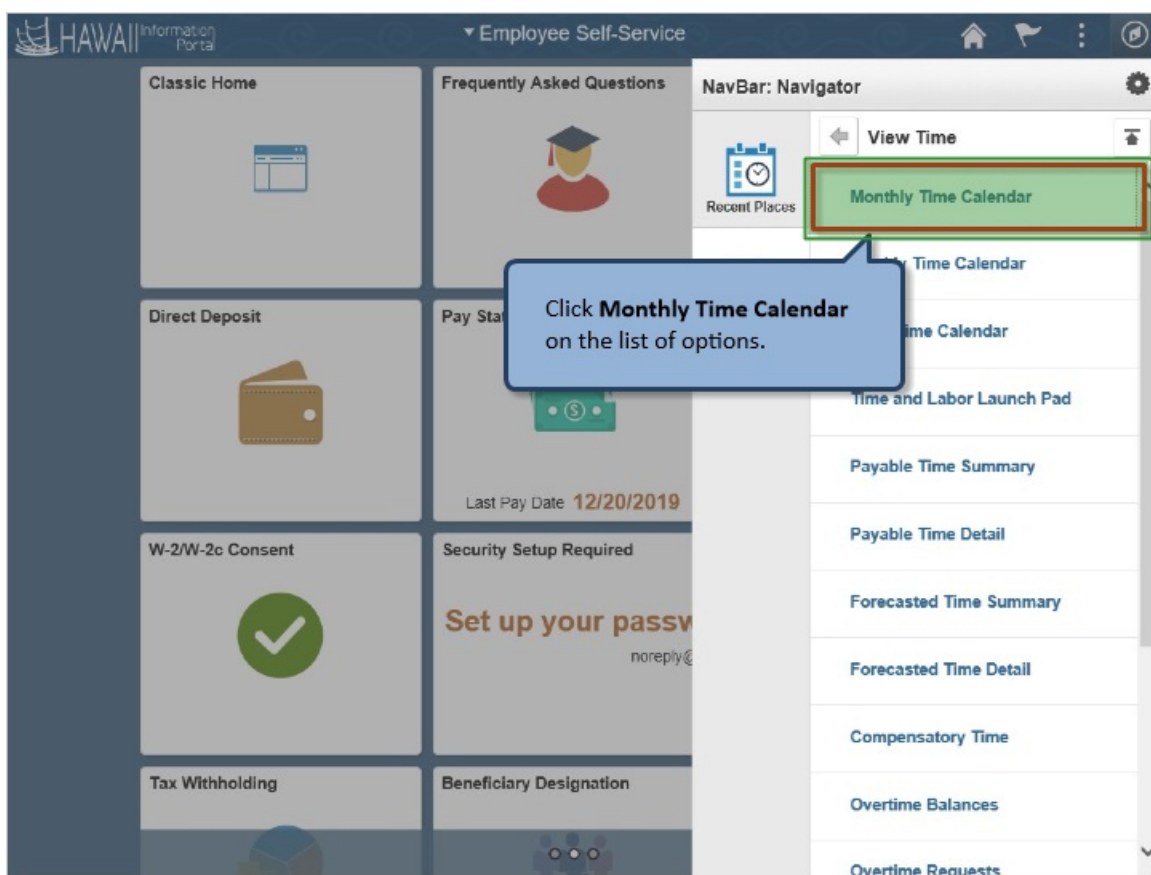 HAWAII Information Portal
Employee Self-Service
Classic Home
Frequently Asked Questions
NavBar: Navigator
View Time
Recent Places
Monthly Time Calendar
Time Calendar
Click Monthly Time Calendar
on the list of options.
Direct Deposit
Pay Sta
ime Calendar
Time and Labor Launch Pad
Payable Time Summary
Last Pay Date 12/20/2019
Payable Time Detail
W-2/W-2c Consent
Security Setup Required
Forecasted Time Summary
Set up your passw
noreply@
Forecasted Time Detail
Compensatory Time
Tax Withholding
Beneficiary Designation
Overtime Balances
Overtime Requests